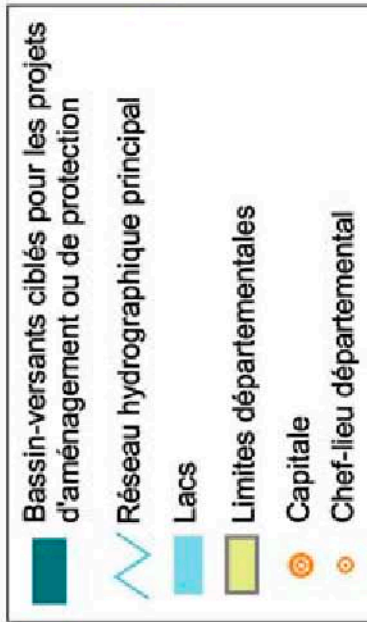 Bassin-versants ciblés pour les projets
d'aménagement ou de protection
Réseau hydrographique principal
Lacs
Limites départementales
Capitale
Chef-lieu départemental